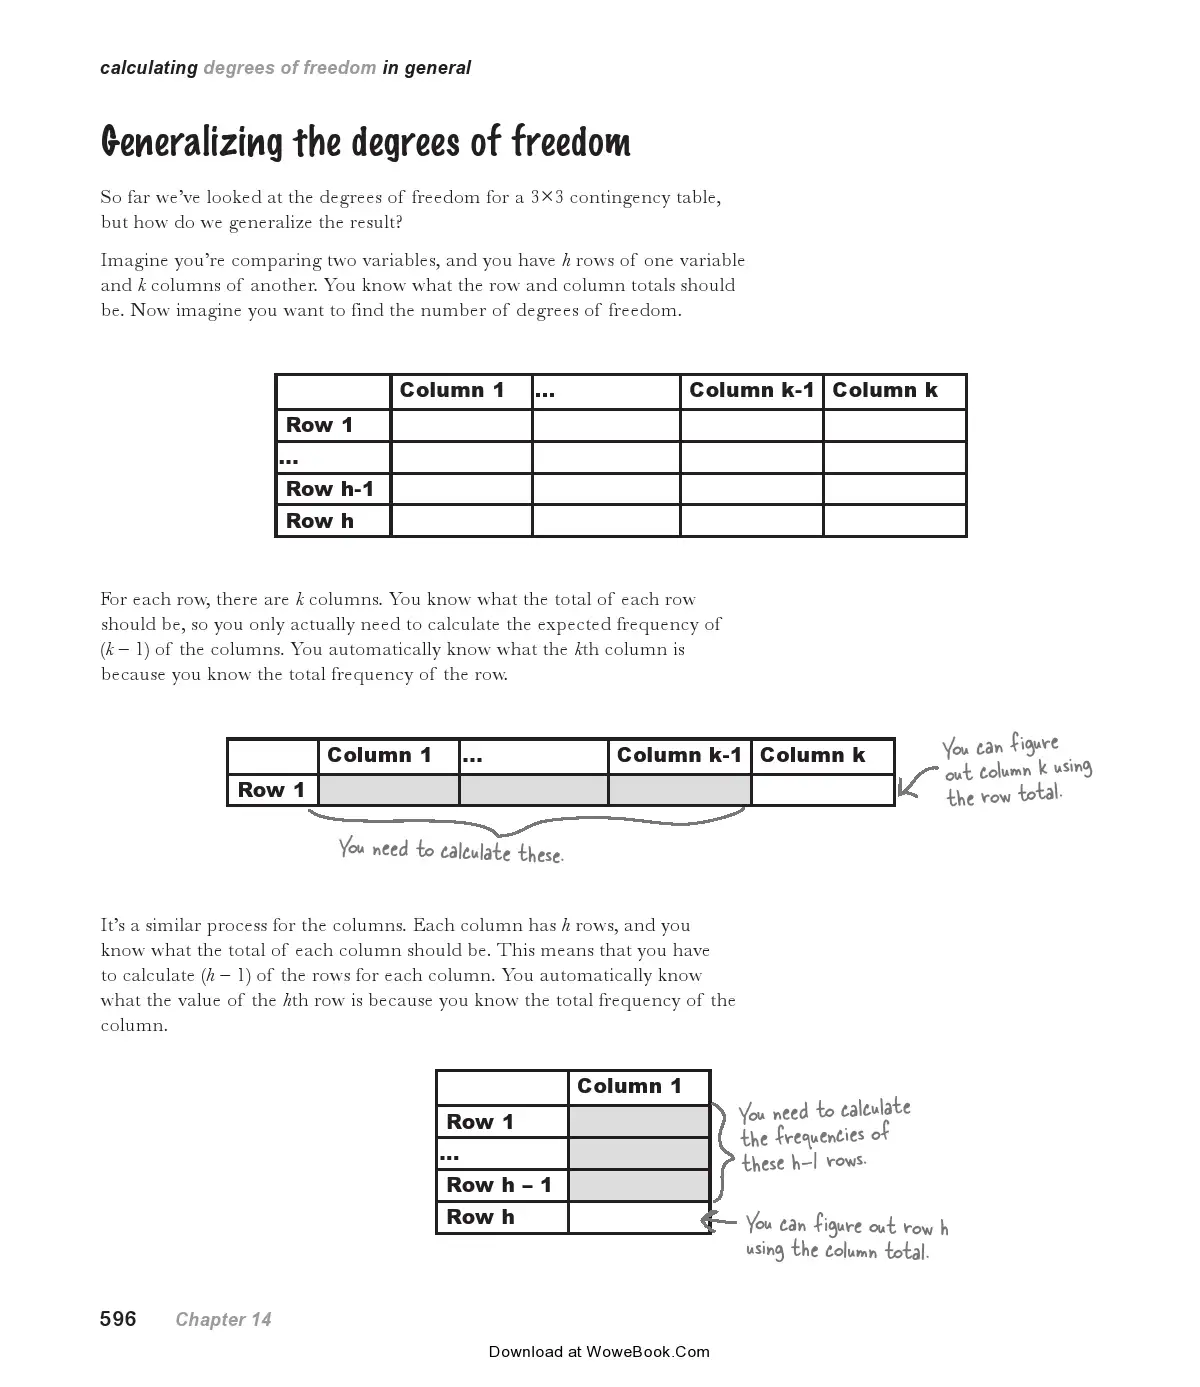 calculating degrees of freedom in general
Generalizing the degrees of freedom
So far we’ve looked at the degrees of freedom for a 3×3 contingency table,
but how do we generalize the result?
Imagine you’re comparing two variables, and you have h rows of one variable
and k columns of another. You know what the row and column totals should
be. Now imagine you want to find the number of degrees of freedom.
Column 1 ... Column k-1 Column k
Row 1
...
Row h-1
Row h
For each row, there are k columns. You know what the total of each row
should be, so you only actually need to calculate the expected frequency of
(k – 1) of the columns. You automatically know what the kth column is
because you know the total frequency of the row.
Column 1 ... Column k-1 Column k
Row 1
You can figure
out column k using
the row total.
You need to calculate these.
It’s a similar process for the columns. Each column has h rows, and you
know what the total of each column should be. This means that you have
to calculate (h – 1) of the rows for each column. You automatically know
what the value of the hth row is because you know the total frequency of the
column.
Column 1
Row 1
...
Row h – 1
Row h
You need to calculate
the frequencies of
these h–1 rows.
You can figure out row h
using the column total.
596 Chapter 14
Download at WoweBook.Com